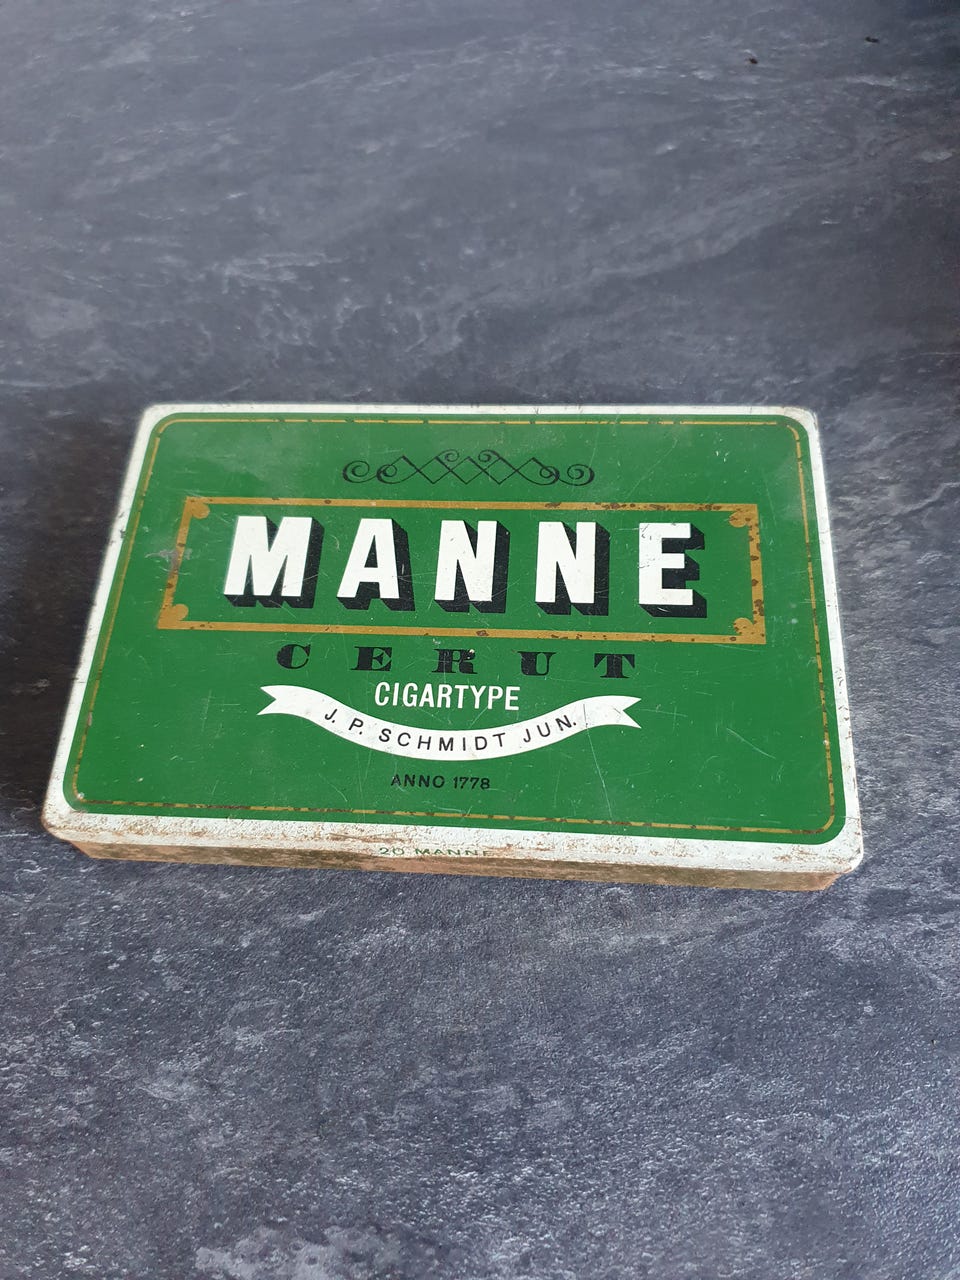 MANNE
CERUT
CIGARTYPE
J. P. SCHMIDT JUN.
ANNO 1778
20 MANNE